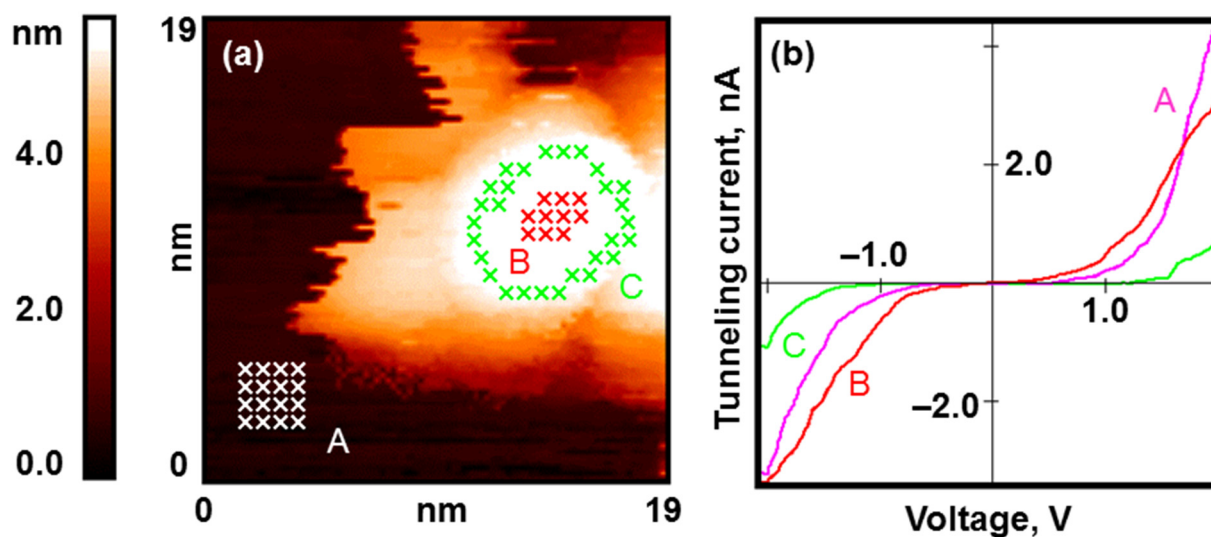 nm
4.0
2.0
0.0
19
nm
0
(a)
B
C
A
0
nm
19
(b)
Tunneling current, nA
A
2.0
–1.0
1.0
C
B
–2.0
Voltage, V